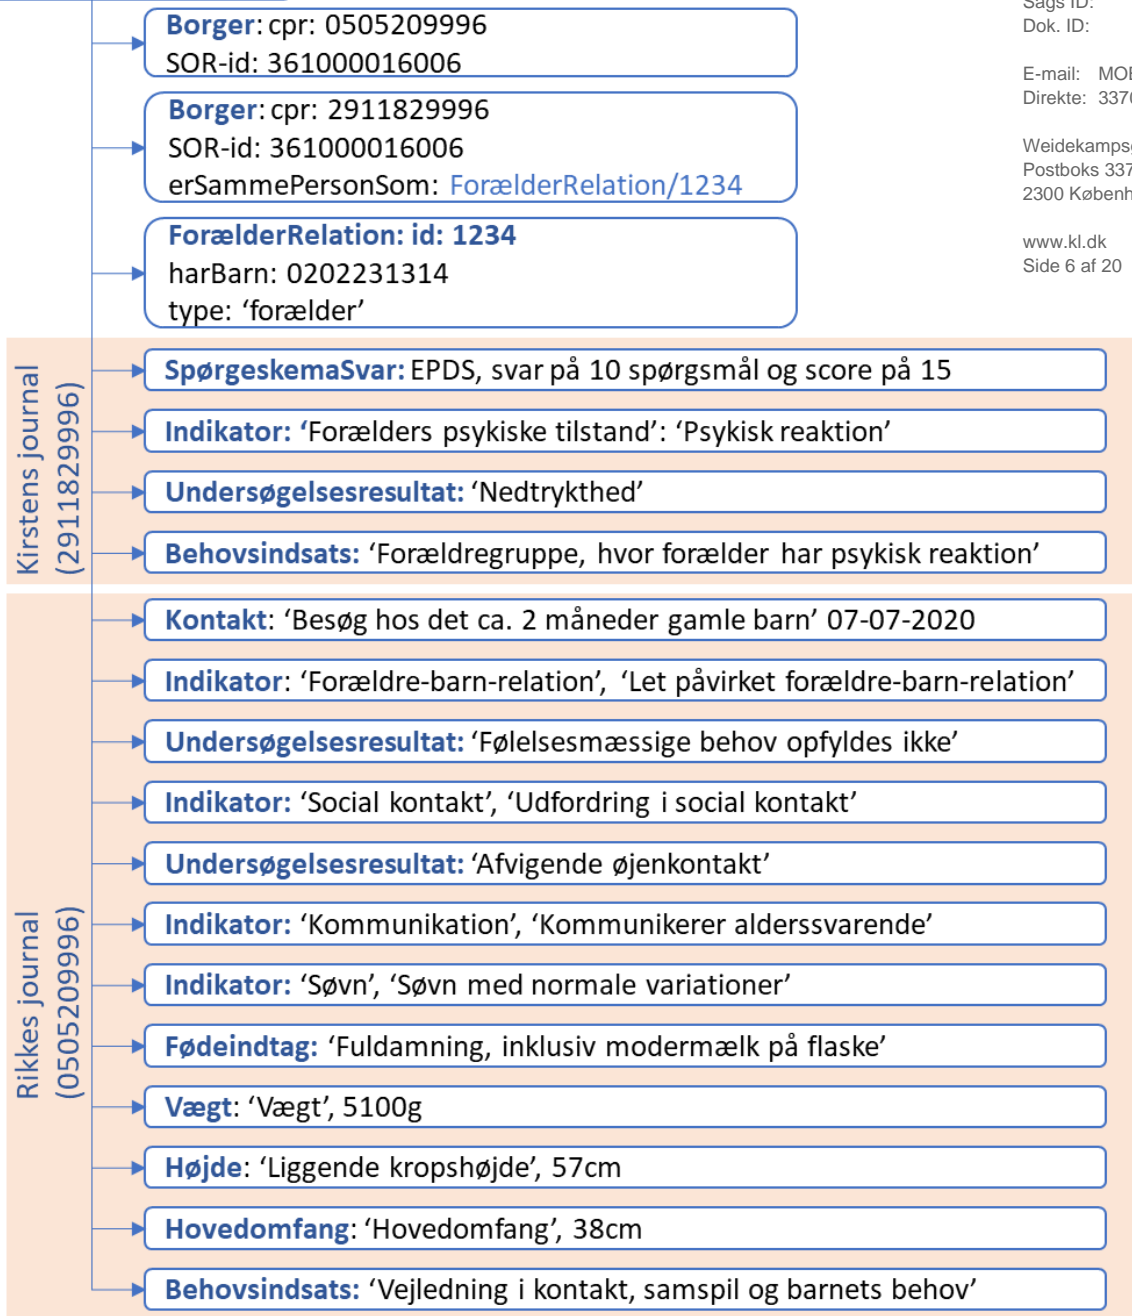 Sags ID:
Dok. ID:
E-mail:
Direkte:
Postboks
www.kl.dk
Side 6 af 20
Borger: cpr: 0505209996
SOR-id: 361000016006
Borger: cpr: 2911829996
SOR-id: 361000016006
erSammePersonSom: ForælderRelation/1234
ForælderRelation: id: 1234
harBarn: 0202231314
type: ‘forælder’
Kirstens journal
(2911829996)
SpørgeskemaSvar: EPDS, svar på 10 spørgsmål og score på 15
Indikator: ‘Forælders psykiske tilstand’: ‘Psykisk reaktion’
Undersøgelsesresultat: ‘Nedtrykthed’
Behovsindsats: ‘Forældregruppe, hvor forælder har psykisk reaktion’
Rikkes journal
(0505209996)
Kontakt: ‘Besøg hos det ca. 2 måneder gamle barn’ 07-07-2020
Indikator: ‘Forældre-barn-relation’, ‘Let påvirket forældre-barn-relation’
Undersøgelsesresultat: ‘Følelsesmæssige behov opfyldes ikke’
Indikator: ‘Social kontakt’, ‘Udfordring i social kontakt’
Undersøgelsesresultat: ‘Afvigende øjenkontakt’
Indikator: ‘Kommunikation’, ‘Kommunikerer alderssvarende’
Indikator: ‘Søvn’, ‘Søvn med normale variationer’
Fødeindtag: ‘Fuldamning, inklusiv modermælk på flaske’
Vægt: ‘Vægt’, 5100g
Højde: ‘Liggende kropshøjde’, 57cm
Hovedomfang: ‘Hovedomfang’, 38cm
Behovsindsats: ‘Vejledning i kontakt, samspil og barnets behov’